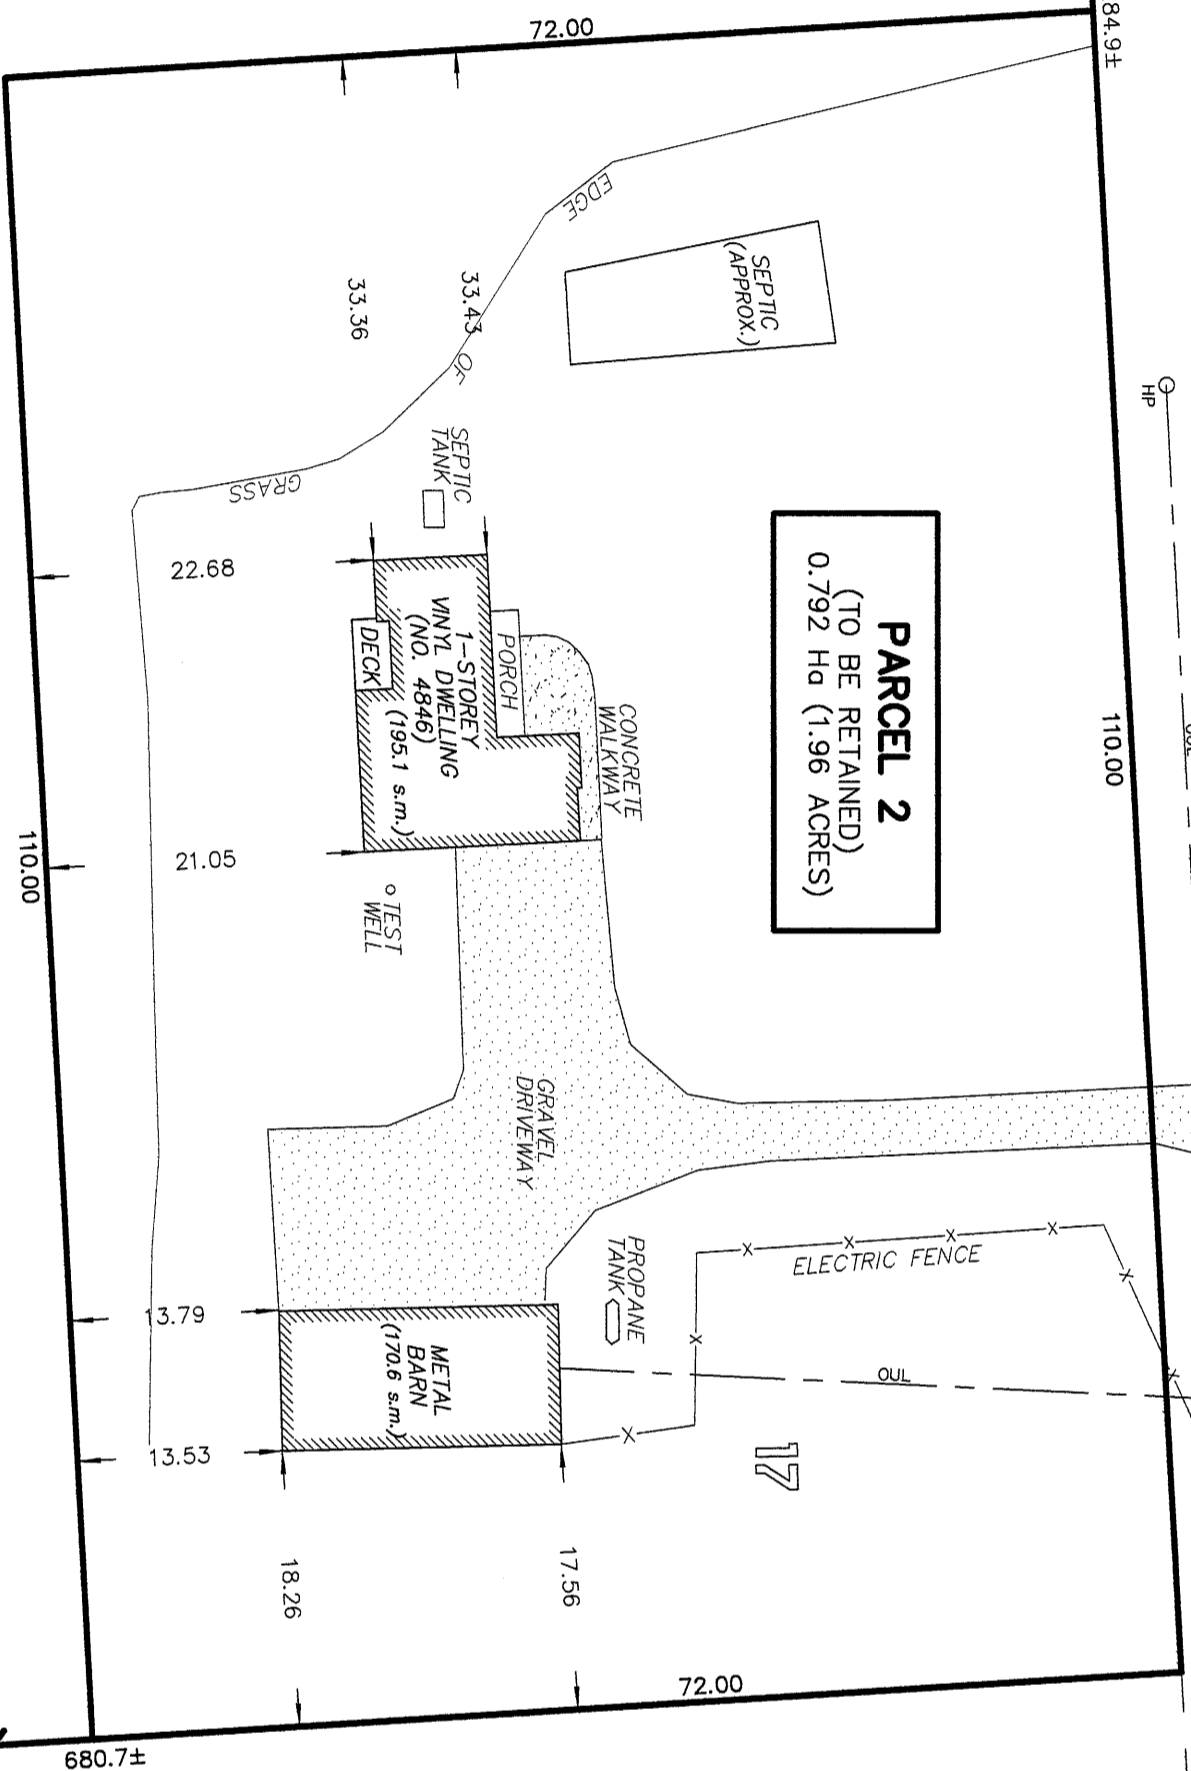 72.00
84.9±
EDGE
OF
GRASS
SEPTIC
(APPROX.)
HP
33.43
33.36
SEPTIC
TANK
PARCEL 2
(TO BE RETAINED)
0.792 Ha (1.96 ACRES)
110.00
22.68
1-STOREY
VINYL DWELLING
(NO. 4846)
(195.1 s.m.)
PORCH
DECK
CONCRETE
WALKWAY
21.05
110.00
TEST
WELL
GRAVEL
DRIVEWAY
PROPANE
TANK
ELECTRIC FENCE
OUL
OUL
13.79
METAL
BARN
(170.6 s.m.)
13.53
17
17.56
18.26
72.00
680.7±